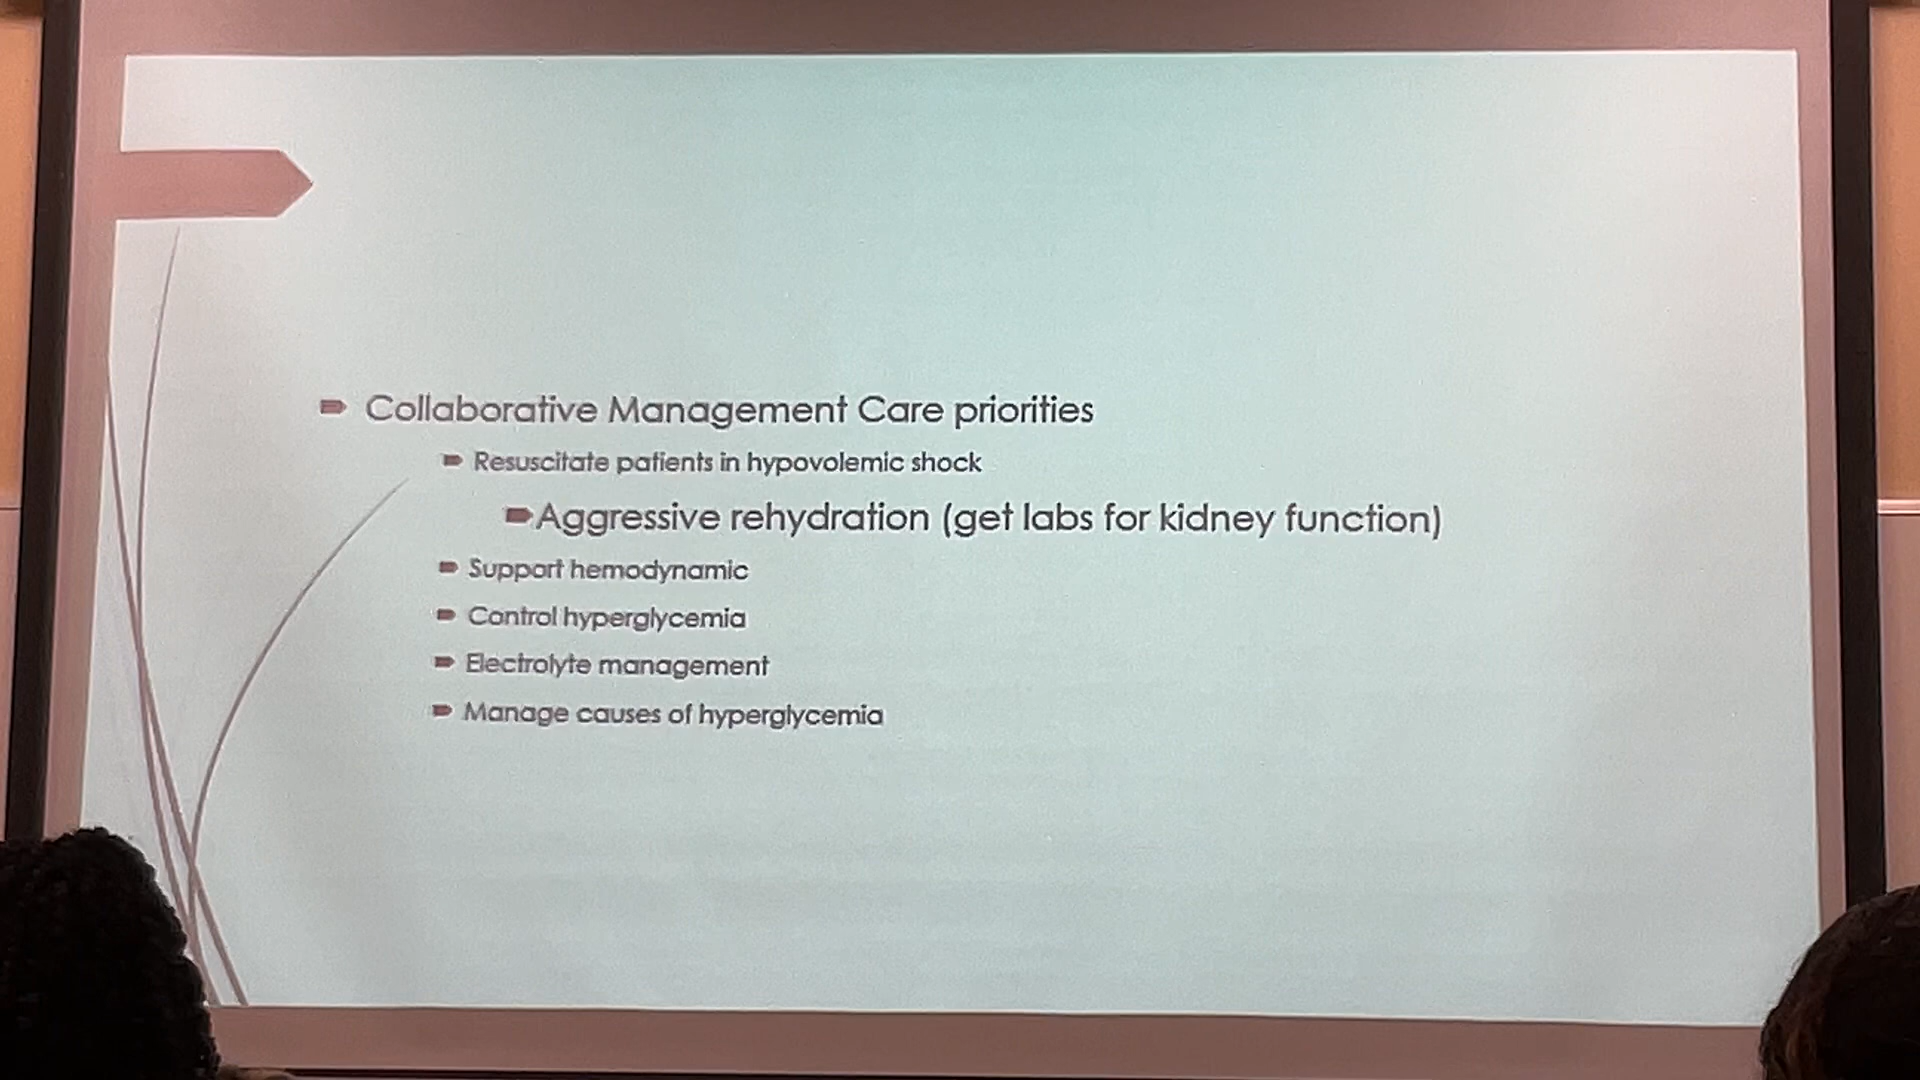 Collaborative Management Care priorities
Resuscitate patients in hypovolemic shock
Aggressive rehydration (get labs for kidney function)
Support hemodynamic
Control hyperglycemia
Electrolyte management
Manage causes of hyperglycemia